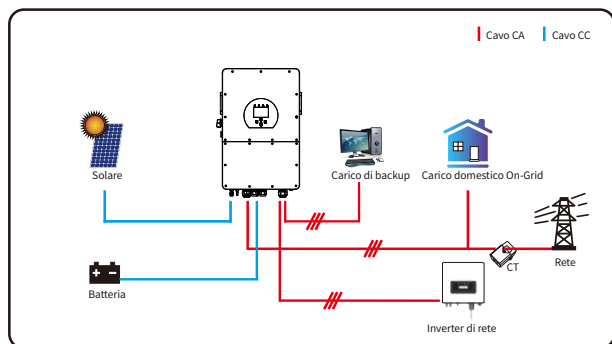 Cavo CA
Cavo CC
Solare
Carico di backup
Carico domestico On-Grid
CT
Rete
Batteria
Inverter di rete